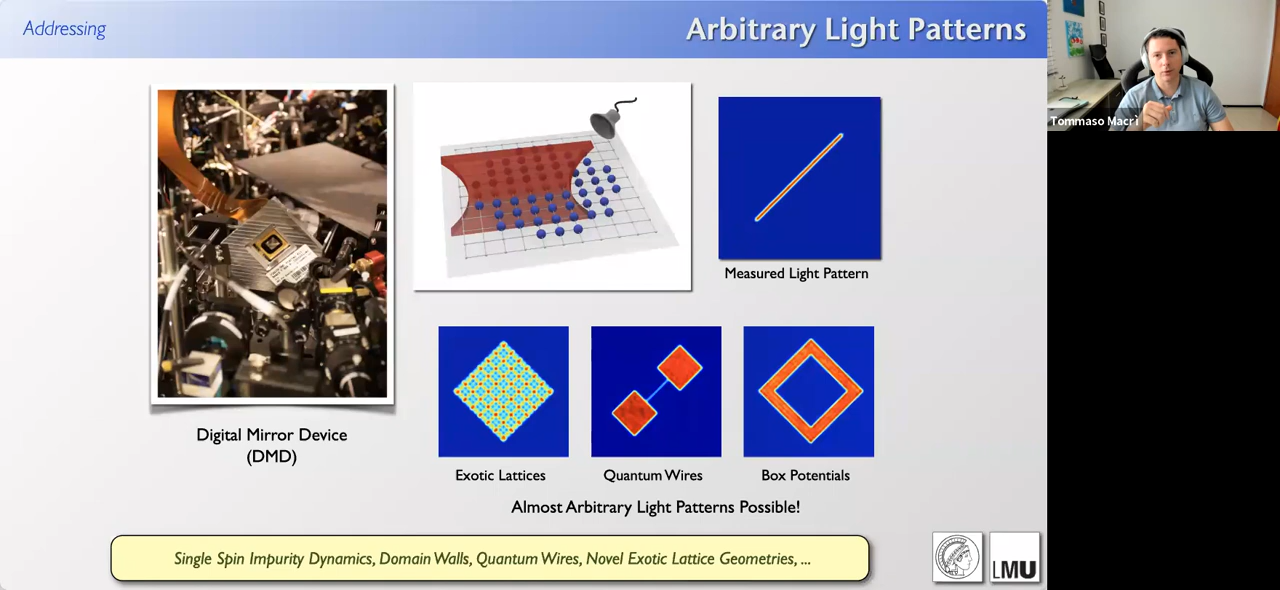 Addressing
Arbitrary Light Patterns
Tommaso Macrì
Measured Light Pattern
Digital Mirror Device
(DMD)
Exotic Lattices
Quantum Wires
Box Potentials
Almost Arbitrary Light Patterns Possible!
Single Spin Impurity Dynamics, Domain Walls, Quantum Wires, Novel Exotic Lattice Geometries, ...
LMU